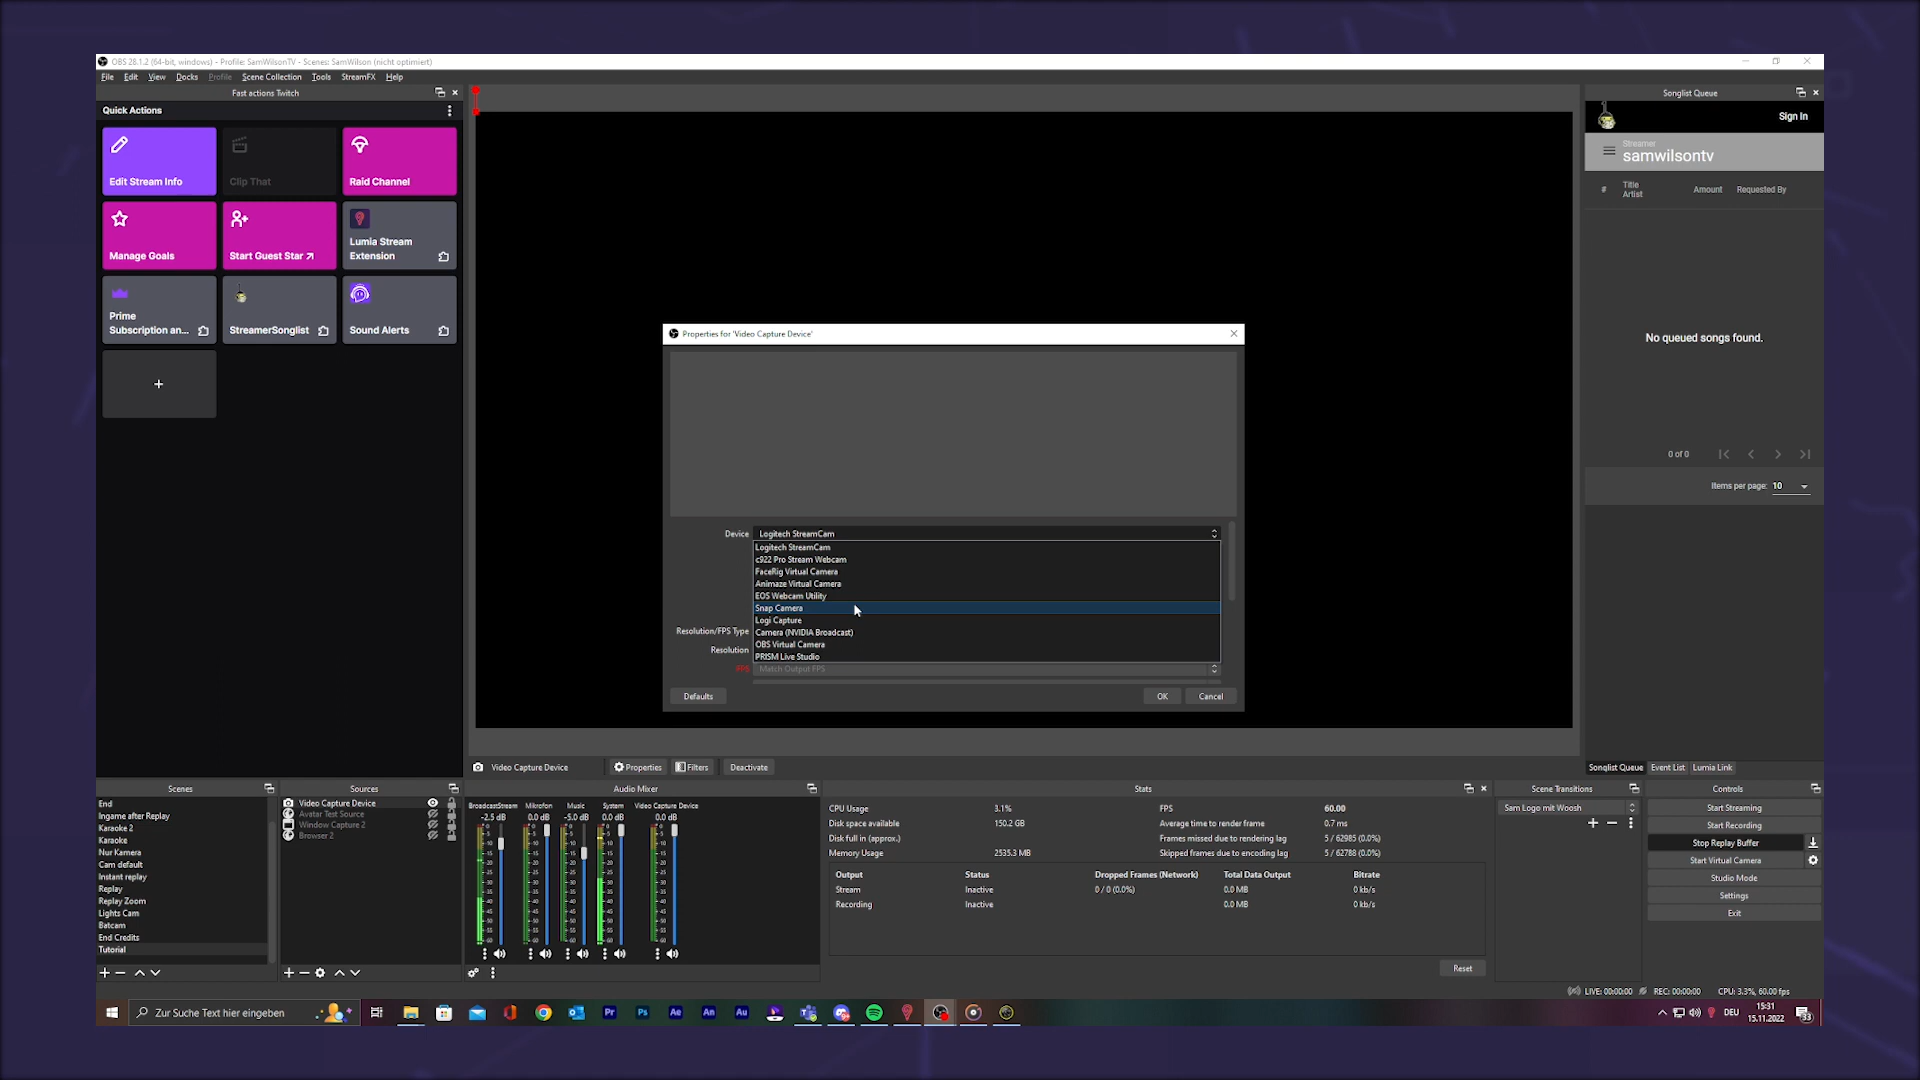 OBS 28.1.2 (64-bit, windows) - Profile: SamWilsonTV - Scenes: SamWilson (nicht optimiert)
File Edit View Docks Profile Scene Collection Tools StreamFX Help
Fast actions Twitch
Quick Actions
Edit Stream Info
Clip That
Raid Channel
Manage Goals
Start Guest Star
Lumia Stream
Extension
Prime
Subscription an...
StreamerSonglist
Sound Alerts
+
Songlist Queue
Sign In
Streamer
samwilsontv
# Title Amount Requested By
Artist
No queued songs found.
0 of 0
Items per page: 10
Properties for 'Video Capture Device'
Device Logitech StreamCam
Logitech StreamCam
c922 Pro Stream Webcam
FaceRig Virtual Camera
Animaze Virtual Camera
EOS Webcam Utility
Snap Camera
Logi Capture
Camera (NVIDIA Broadcast)
OBS Virtual Camera
PRISM Live Studio
Resolution/FPS Type
Resolution
FPS Match Output FPS
Defaults OK Cancel
Video Capture Device Properties Filters Deactivate
Songlist Queue Event List Lumia Link
Scenes
End
Ingame after Replay
Karaoke 2
Karaoke
Nur Kamera
Cam default
Instant replay
Replay
Replay Zoom
Lights Cam
Batcam
End Credits
Tutorial
Sources
Video Capture Device
Avatar Test Source
Window Capture 2
Browser 2
Audio Mixer
BroadcastStream Mikrofon Music System Video Capture Device
-2.5 dB 0.0 dB -5.0 dB 0.0 dB 0.0 dB
Stats
CPU Usage 3.1% FPS 60.00
Disk space available 150.2 GB Average time to render frame 0.7 ms
Disk full in (approx.) Frames missed due to rendering lag 5 / 62985 (0.0%)
Memory Usage 2535.3 MB Skipped frames due to encoding lag 5 / 62788 (0.0%)
Output Status Dropped Frames (Network) Total Data Output Bitrate
Stream Inactive 0 / 0 (0.0%) 0.0 MB 0 kb/s
Recording Inactive 0.0 MB 0 kb/s
Reset
Scene Transitions
Sam Logo mit Woosh
Controls
Start Streaming
Start Recording
Stop Replay Buffer
Start Virtual Camera
Studio Mode
Settings
Exit
LIVE: 00:00:00 REC: 00:00:00 CPU: 3.3%, 60.00 fps
Zur Suche Text hier eingeben
Pr Ps Ae An Au
DEU
15:31
15.11.2022
33